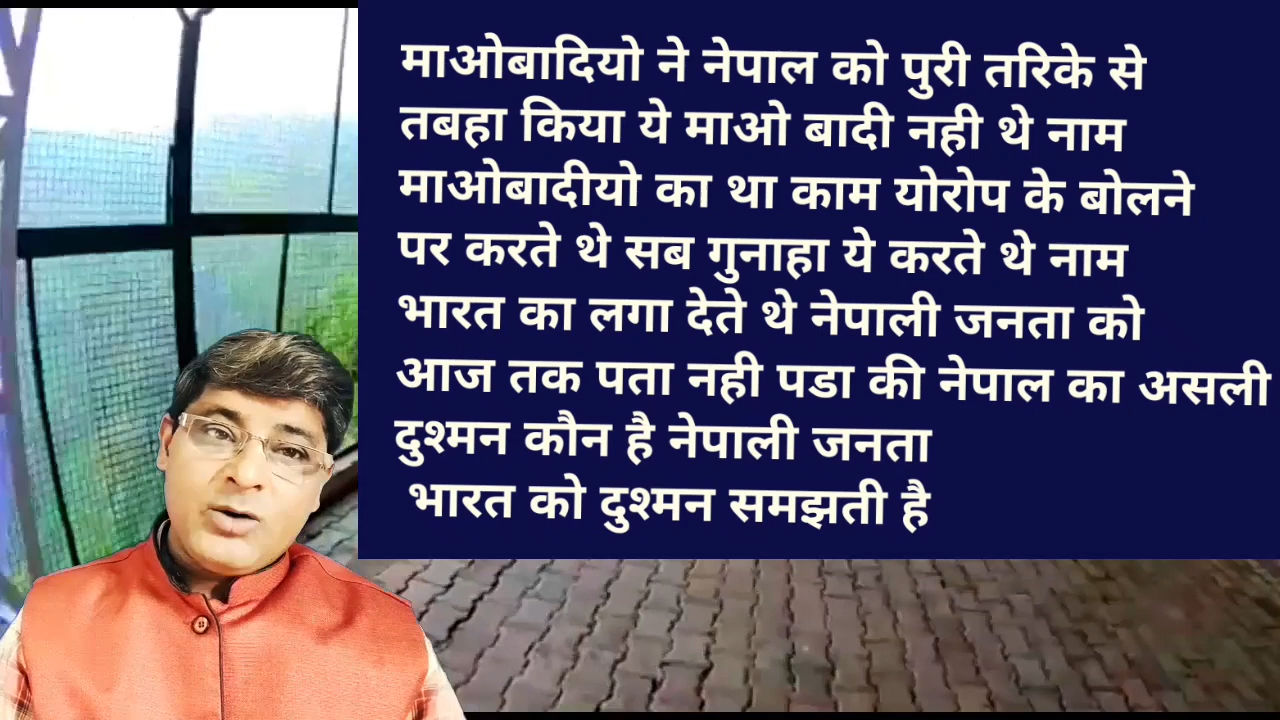 माओबादियो ने नेपाल को पुरी तरिके से
तबहा किया ये माओ बादी नही थे नाम
माओबादीयो का था काम योरोप के बोलने
पर करते थे सब गुनाहा ये करते थे नाम
भारत का लगा देते थे नेपाली जनता को
आज तक पता नही पडा की नेपाल का असली
दुश्मन कौन है नेपाली जनता
भारत को दुश्मन समझती है